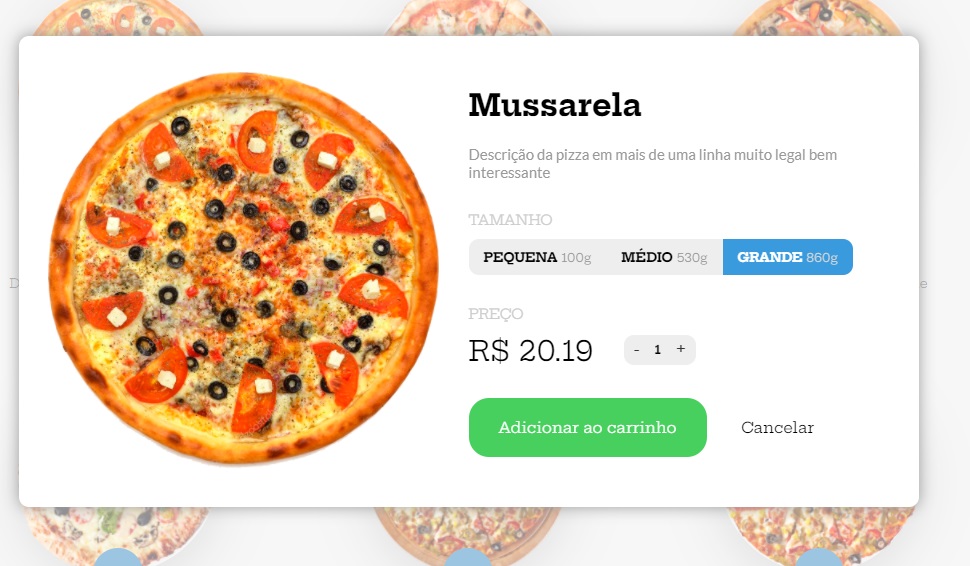 Mussarela
Descrição da pizza em mais de uma linha muito legal bem
interessante
TAMANHO
PEQUENA 100g MÉDIO 530g GRANDE 860g
PREÇO
R$ 20.19 - 1 +
Adicionar ao carrinho Cancelar